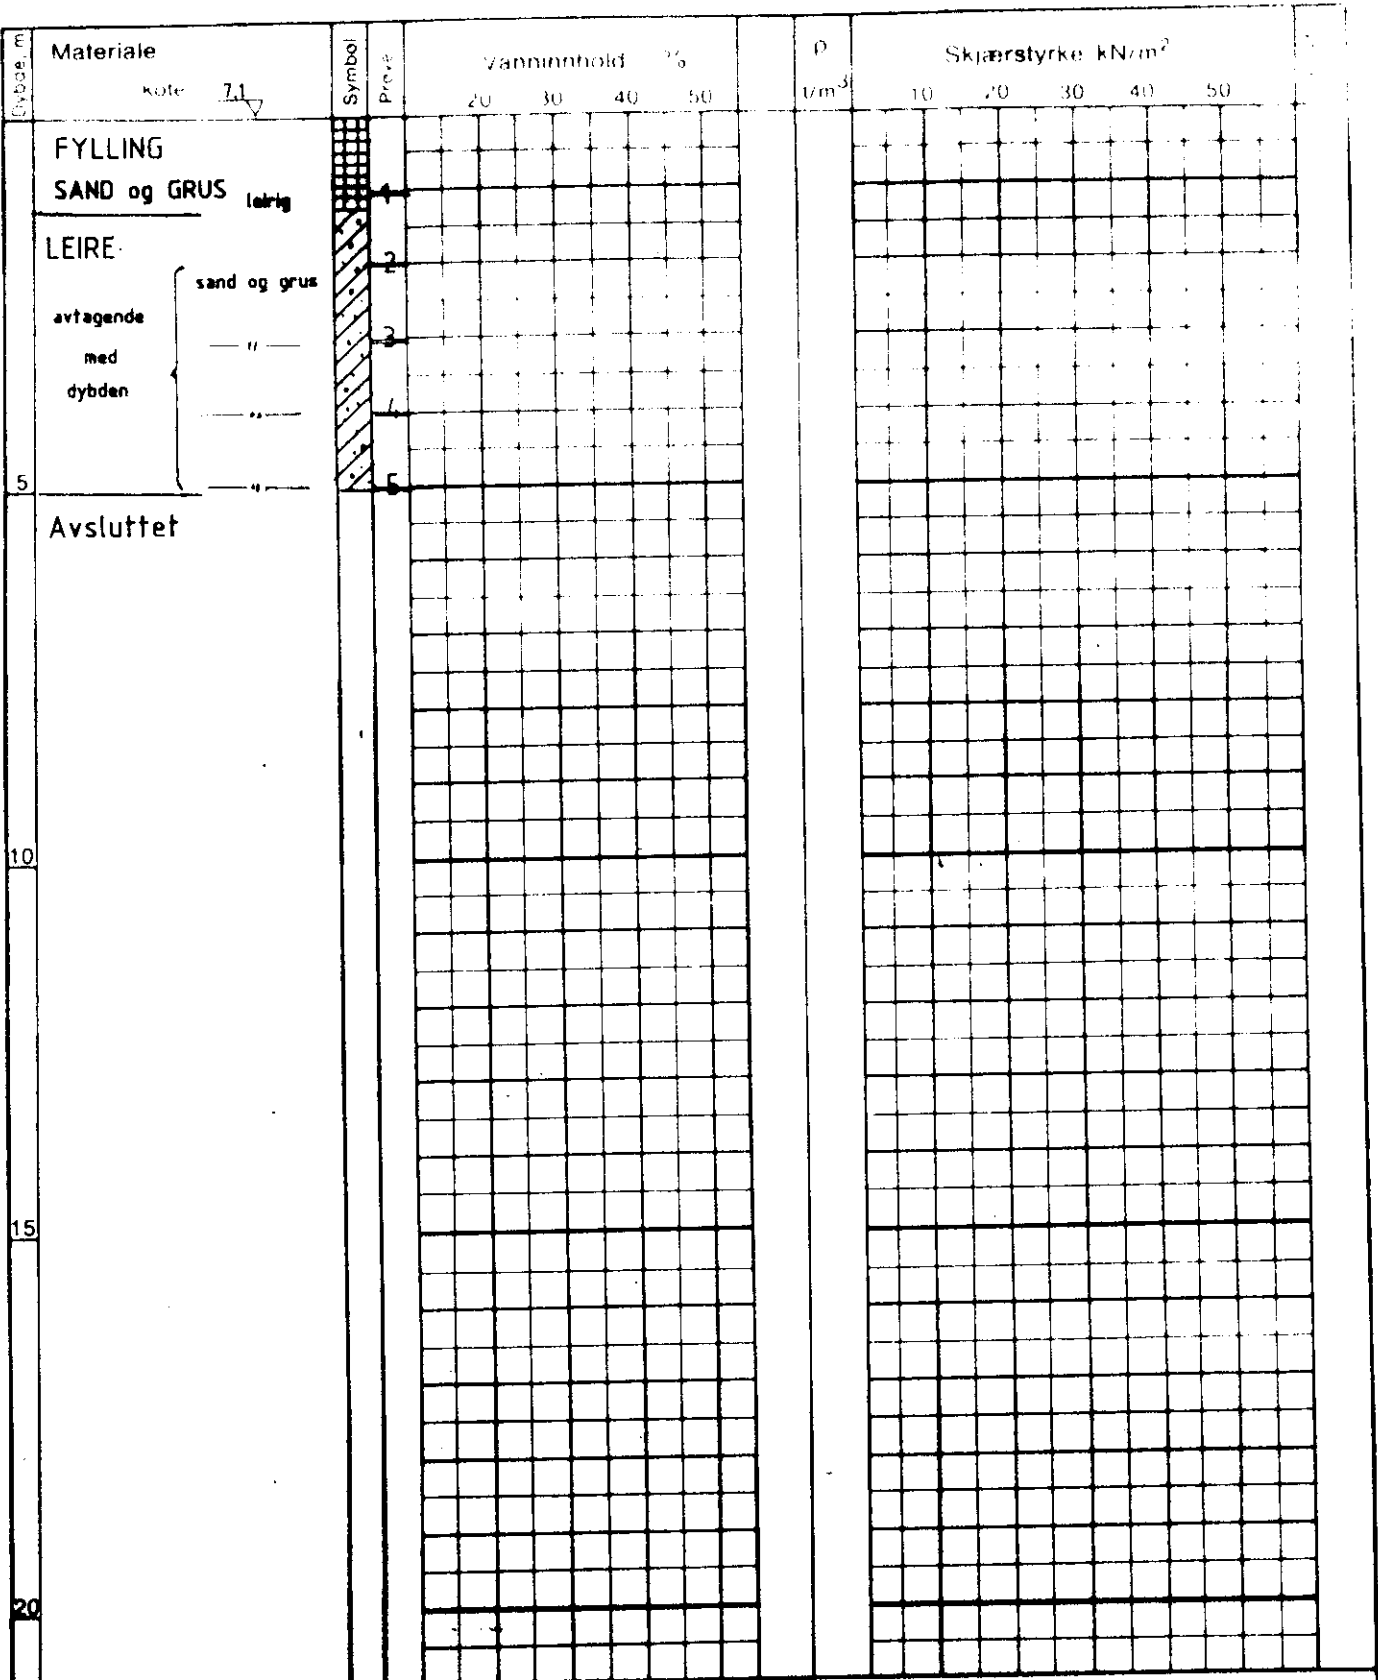 Dybde, m
Materiale
kote 7.1
Symbol
Prøve
Vanninnhold %
20 30 40 50
ρ
t/m³
Skjærstyrke kN/m²
10 20 30 40 50
FYLLING
SAND og GRUS leirig
1
LEIRE
2
sand og grus
avtagende
3
med
— " —
dybden
4
— " —
5
5
— " —
Avsluttet
10
15
20